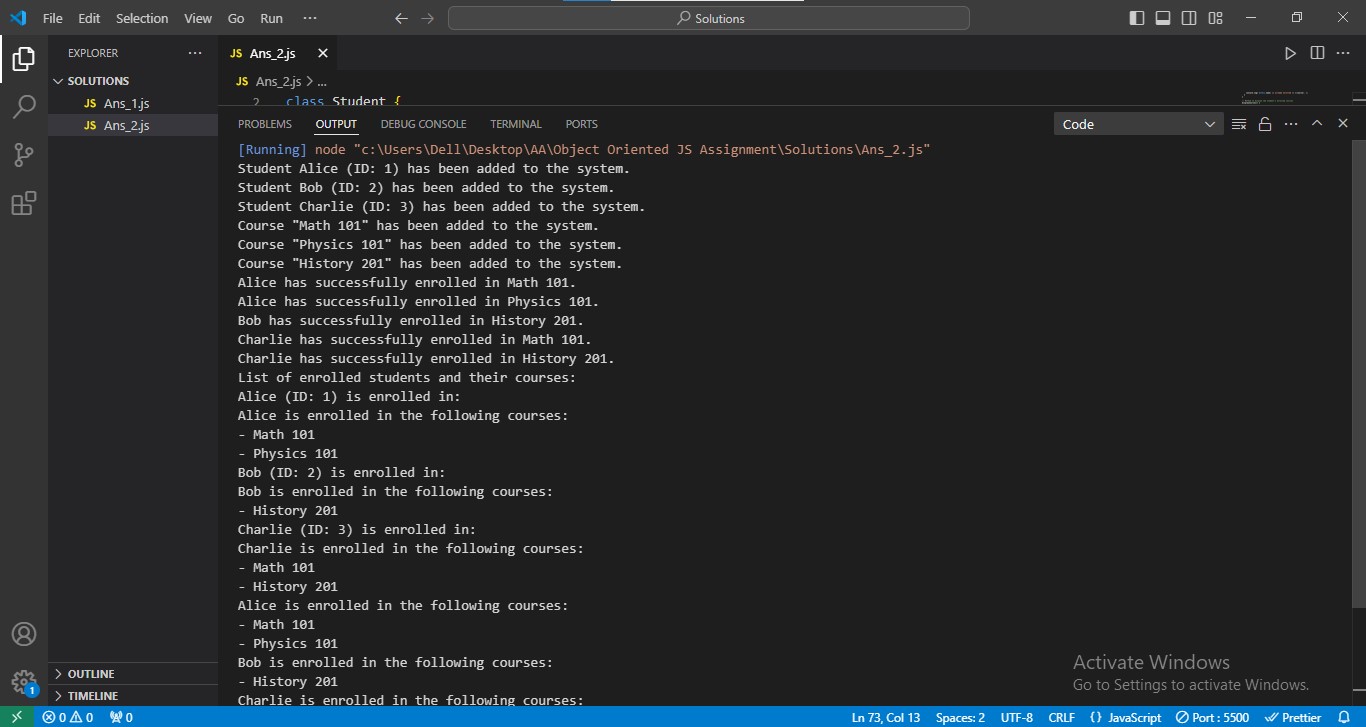 File Edit Selection View Go Run ··· Solutions
EXPLORER ···
SOLUTIONS
JS Ans_1.js
JS Ans_2.js
OUTLINE
TIMELINE
JS Ans_2.js
JS Ans_2.js > ...
2 class Student {
PROBLEMS OUTPUT DEBUG CONSOLE TERMINAL PORTS Code
[Running] node "c:\Users\Dell\Desktop\AA\Object Oriented JS Assignment\Solutions\Ans_2.js"
Student Alice (ID: 1) has been added to the system.
Student Bob (ID: 2) has been added to the system.
Student Charlie (ID: 3) has been added to the system.
Course "Math 101" has been added to the system.
Course "Physics 101" has been added to the system.
Course "History 201" has been added to the system.
Alice has successfully enrolled in Math 101.
Alice has successfully enrolled in Physics 101.
Bob has successfully enrolled in History 201.
Charlie has successfully enrolled in Math 101.
Charlie has successfully enrolled in History 201.
List of enrolled students and their courses:
Alice (ID: 1) is enrolled in:
Alice is enrolled in the following courses:
- Math 101
- Physics 101
Bob (ID: 2) is enrolled in:
Bob is enrolled in the following courses:
- History 201
Charlie (ID: 3) is enrolled in:
Charlie is enrolled in the following courses:
- Math 101
- History 201
Alice is enrolled in the following courses:
- Math 101
- Physics 101
Bob is enrolled in the following courses:
- History 201
Charlie is enrolled in the following courses:
Activate Windows
Go to Settings to activate Windows.
1
0 0 0 Ln 73, Col 13 Spaces: 2 UTF-8 CRLF {} JavaScript Port : 5500 Prettier